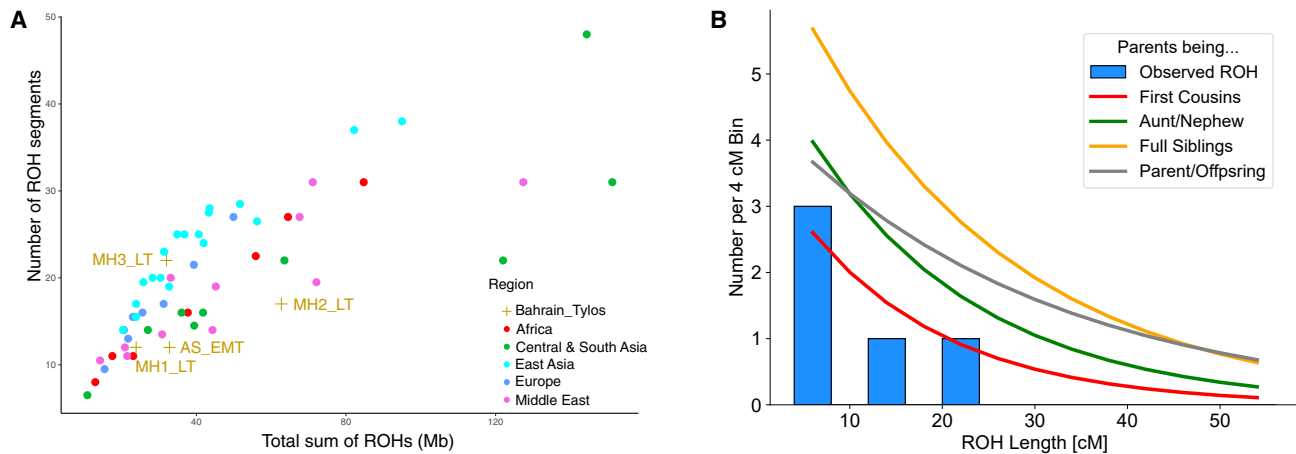 A
Number of ROH segments
50
40
30
20
10
40
80
120
Total sum of ROHs (Mb)
MH3_LT
MH2_LT
AS_EMT
MH1_LT
Region
Bahrain_Tylos
Africa
Central & South Asia
East Asia
Europe
Middle East
B
Number per 4 cM Bin
5
4
3
2
1
0
10
20
30
40
50
ROH Length [cM]
Parents being...
Observed ROH
First Cousins
Aunt/Nephew
Full Siblings
Parent/Offpsring